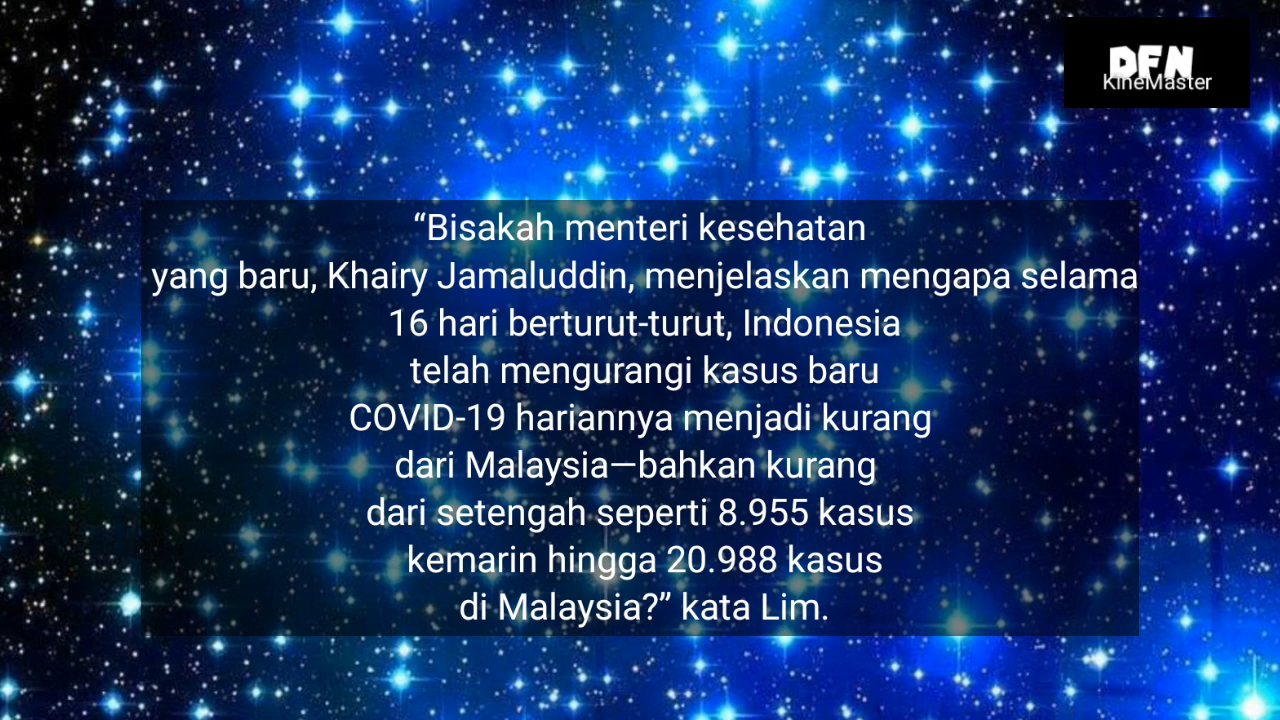 DFN
KineMaster
“Bisakah menteri kesehatan
yang baru, Khairy Jamaluddin, menjelaskan mengapa selama
16 hari berturut-turut, Indonesia
telah mengurangi kasus baru
COVID-19 hariannya menjadi kurang
dari Malaysia—bahkan kurang
dari setengah seperti 8.955 kasus
kemarin hingga 20.988 kasus
di Malaysia?” kata Lim.